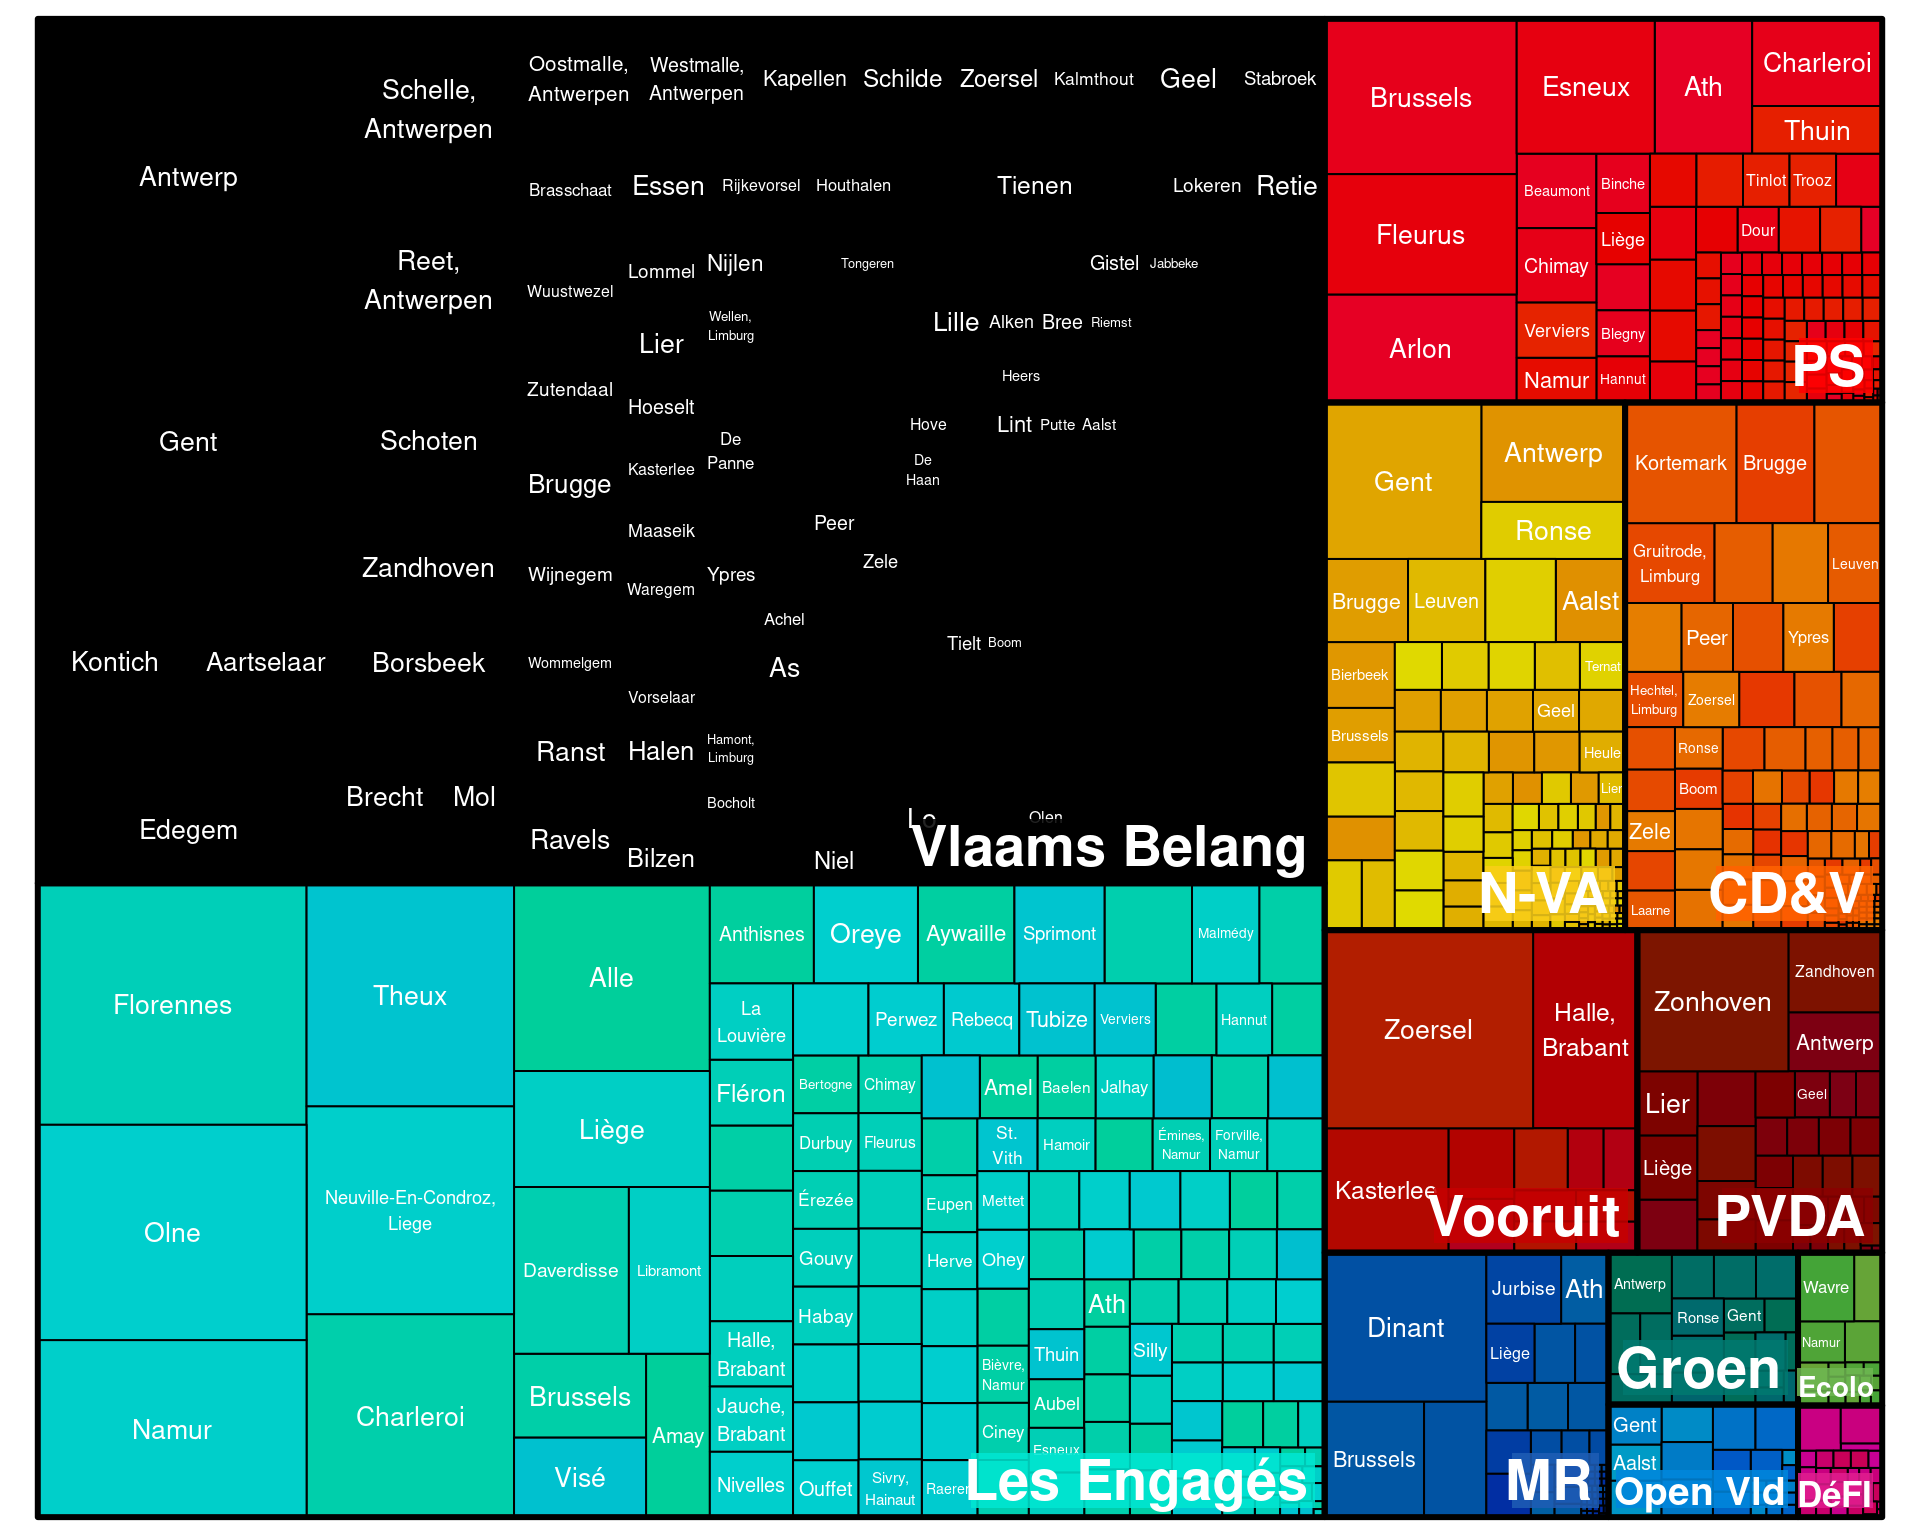 Antwerp
Gent
Kontich
Aartselaar
Edegem
Schelle,
Antwerpen
Reet,
Antwerpen
Schoten
Zandhoven
Borsbeek
Brecht
Mol
Oostmalle,
Antwerpen
Westmalle,
Antwerpen
Kapellen
Schilde
Zoersel
Kalmthout
Geel
Stabroek
Brasschaat
Essen
Rijkevorsel
Houthalen
Tienen
Lokeren
Retie
Wuustwezel
Lommel
Nijlen
Tongeren
Gistel
Jabbeke
Wellen,
Limburg
Lier
Lille
Alken
Bree
Riemst
Heers
Zutendaal
Hoeselt
De
Panne
Hove
Lint
Putte
Aalst
De
Haan
Brugge
Kasterlee
Maaseik
Peer
Zele
Wijnegem
Waregem
Ypres
Achel
Tielt
Boom
Wommelgem
As
Vorselaar
Ranst
Halen
Hamont,
Limburg
Bocholt
Ravels
Bilzen
Niel
Lo
Olen
Vlaams Belang
Florennes
Olne
Namur
Theux
Neuville-En-Condroz,
Liege
Charleroi
Alle
Liège
Daverdisse
Libramont
Brussels
Visé
Amay
Anthisnes
Oreye
Aywaille
Sprimont
Malmédy
La
Louvière
Perwez
Rebecq
Tubize
Verviers
Hannut
Fléron
Bertogne
Chimay
Amel
Baelen
Jalhay
Durbuy
Fleurus
St.
Vith
Hamoir
Émines,
Namur
Forville,
Namur
Érezée
Eupen
Mettet
Gouvy
Herve
Ohey
Habay
Ath
Halle,
Brabant
Thuin
Silly
Bièvre,
Namur
Jauche,
Brabant
Aubel
Ciney
Esneux
Nivelles
Ouffet
Sivry,
Hainaut
Raeren
Les Engagés
Brussels
Fleurus
Arlon
Esneux
Ath
Charleroi
Thuin
Beaumont
Binche
Tinlot
Trooz
Chimay
Liège
Dour
Verviers
Blegny
Namur
Hannut
PS
Gent
Antwerp
Ronse
Brugge
Leuven
Aalst
Bierbeek
Ternat
Brussels
Geel
Heule
Lier
N-VA
Kortemark
Brugge
Gruitrode,
Limburg
Leuven
Peer
Ypres
Hechtel,
Limburg
Zoersel
Ronse
Boom
Zele
Laarne
CD&V
Zoersel
Halle,
Brabant
Kasterlee
Vooruit
Zonhoven
Zandhoven
Antwerp
Lier
Geel
Liège
PVDA
Dinant
Jurbise
Ath
Liège
Brussels
MR
Antwerp
Ronse
Gent
Groen
Wavre
Namur
Ecolo
Gent
Aalst
Open Vld
DéFI